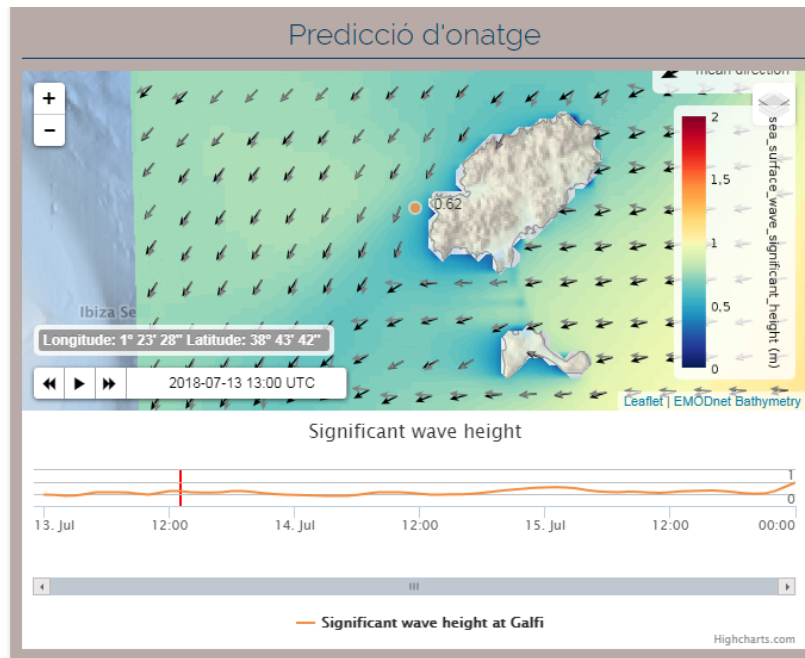 Predicció d'onatge
+
−
mean direction
2
1,5
1
0,5
0
sea_surface_wave_significant_height (m)
0.62
Ibiza Se
Longitude: 1° 23' 28" Latitude: 38° 43' 42"
2018-07-13 13:00 UTC
Leaflet | EMODnet Bathymetry
Significant wave height
1
0
13. Jul 12:00 14. Jul 12:00 15. Jul 12:00 00:00
Significant wave height at Galfi
Highcharts.com